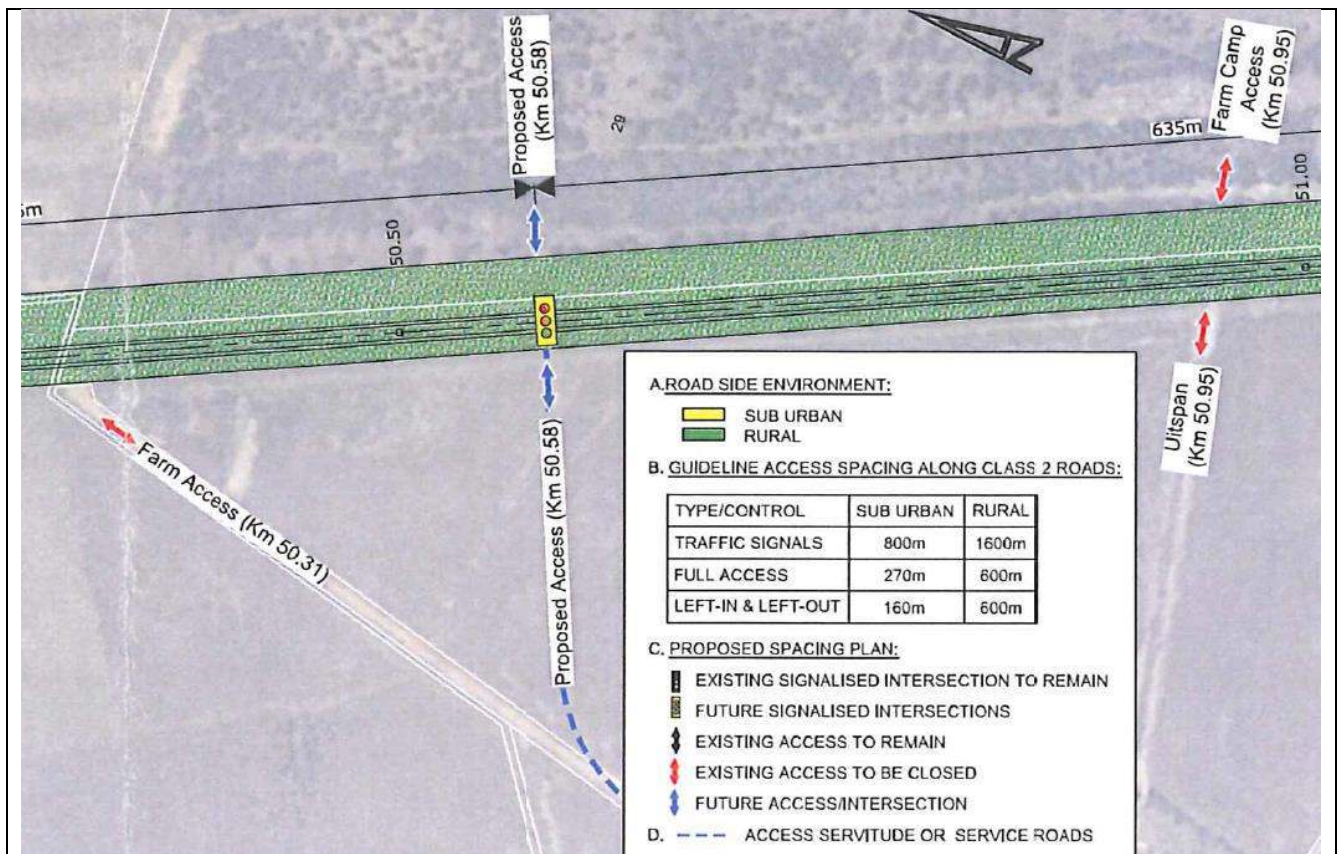 Proposed Access
(Km 50.58)
Farm Camp
Access
(Km 50.95)
N
29
635m
5m
50.50
51.00
Farm Access (Km 50.31)
Proposed Access (Km 50.58)
Uitspan
(Km 50.95)
A. ROAD SIDE ENVIRONMENT:
SUB URBAN
RURAL
B. GUIDELINE ACCESS SPACING ALONG CLASS 2 ROADS:
TYPE/CONTROL SUB URBAN RURAL
TRAFFIC SIGNALS 800m 1600m
FULL ACCESS 270m 600m
LEFT-IN & LEFT-OUT 160m 600m
C. PROPOSED SPACING PLAN:
EXISTING SIGNALISED INTERSECTION TO REMAIN
FUTURE SIGNALISED INTERSECTIONS
EXISTING ACCESS TO REMAIN
EXISTING ACCESS TO BE CLOSED
FUTURE ACCESS/INTERSECTION
D. ACCESS SERVITUDE OR SERVICE ROADS